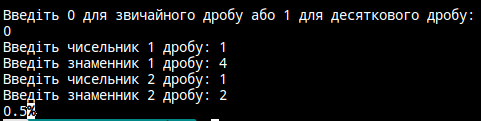 Введіть 0 для звичайного дробу або 1 для десяткового дробу:
0
Введіть чисельник 1 дробу: 1
Введіть знаменник 1 дробу: 4
Введіть чисельник 2 дробу: 1
Введіть знаменник 2 дробу: 2
0.5%